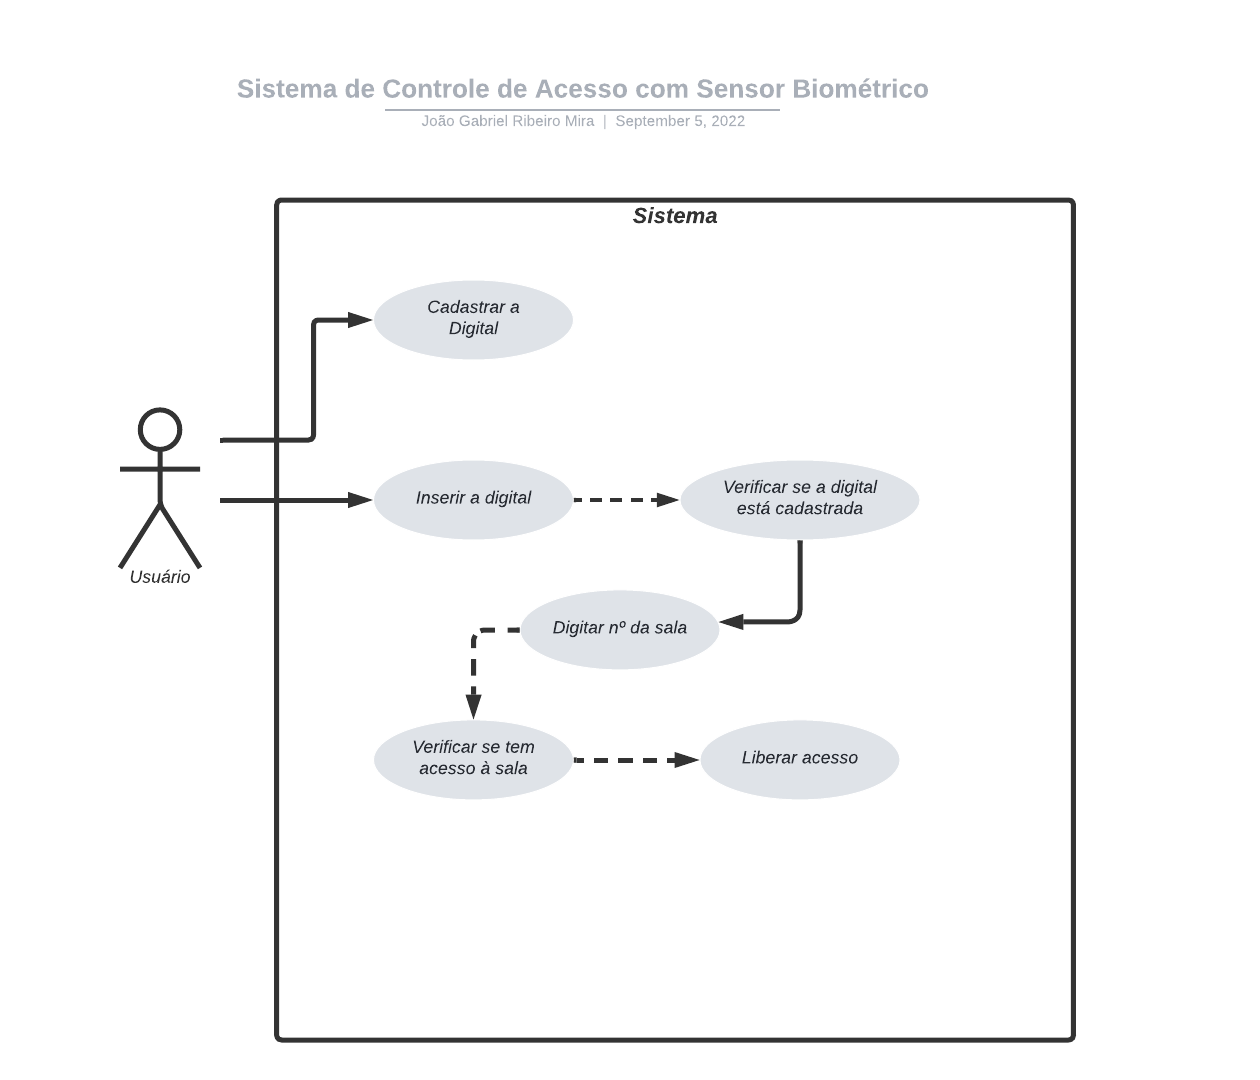 Sistema de Controle de Acesso com Sensor Biométrico
João Gabriel Ribeiro Mira | September 5, 2022
Sistema
Cadastrar a
Digital
Inserir a digital
Verificar se a digital
está cadastrada
Usuário
Digitar nº da sala
Verificar se tem
acesso à sala
Liberar acesso